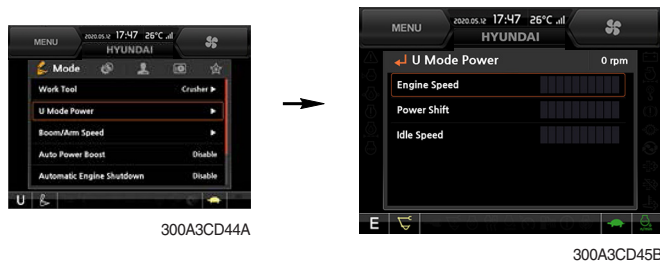 MENU
2020.05.12 17:47 26°C
HYUNDAI
Mode
Work Tool Crusher ►
U Mode Power ►
Boom/Arm Speed ►
Auto Power Boost Disable
Automatic Engine Shutdown Disable
U
300A3CD44A
MENU
2020.05.12 17:47 26°C
HYUNDAI
U Mode Power 0 rpm
Engine Speed
Power Shift
Idle Speed
E
300A3CD45B